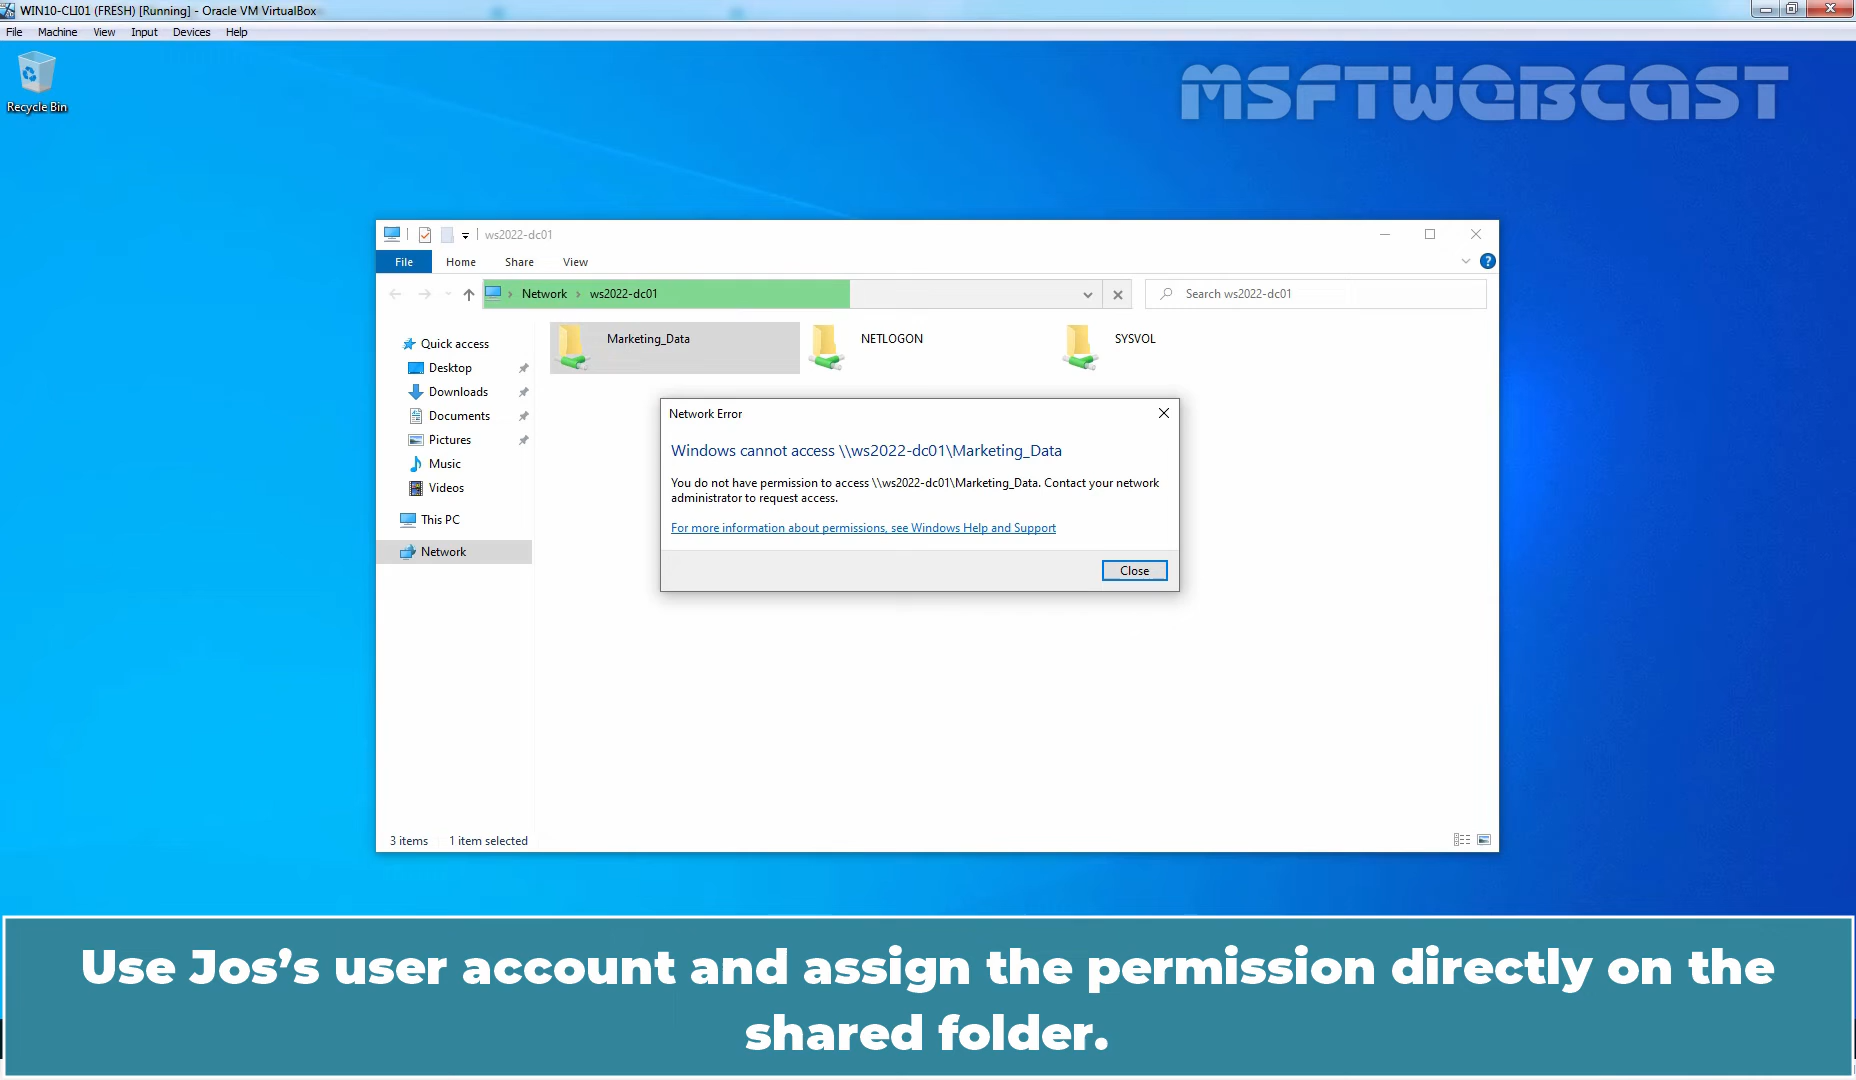 WIN10-CLI01 (FRESH) [Running] - Oracle VM VirtualBox
File Machine View Input Devices Help
Recycle Bin
MSFTWEBCAST
ws2022-dc01
File Home Share View
Network ws2022-dc01
Search ws2022-dc01
Quick access
Desktop
Downloads
Documents
Pictures
Music
Videos
This PC
Network
Marketing_Data
NETLOGON
SYSVOL
Network Error
Windows cannot access \\ws2022-dc01\Marketing_Data
You do not have permission to access \\ws2022-dc01\Marketing_Data. Contact your network
administrator to request access.
For more information about permissions, see Windows Help and Support
Close
3 items 1 item selected
Use Jos’s user account and assign the permission directly on the
shared folder.